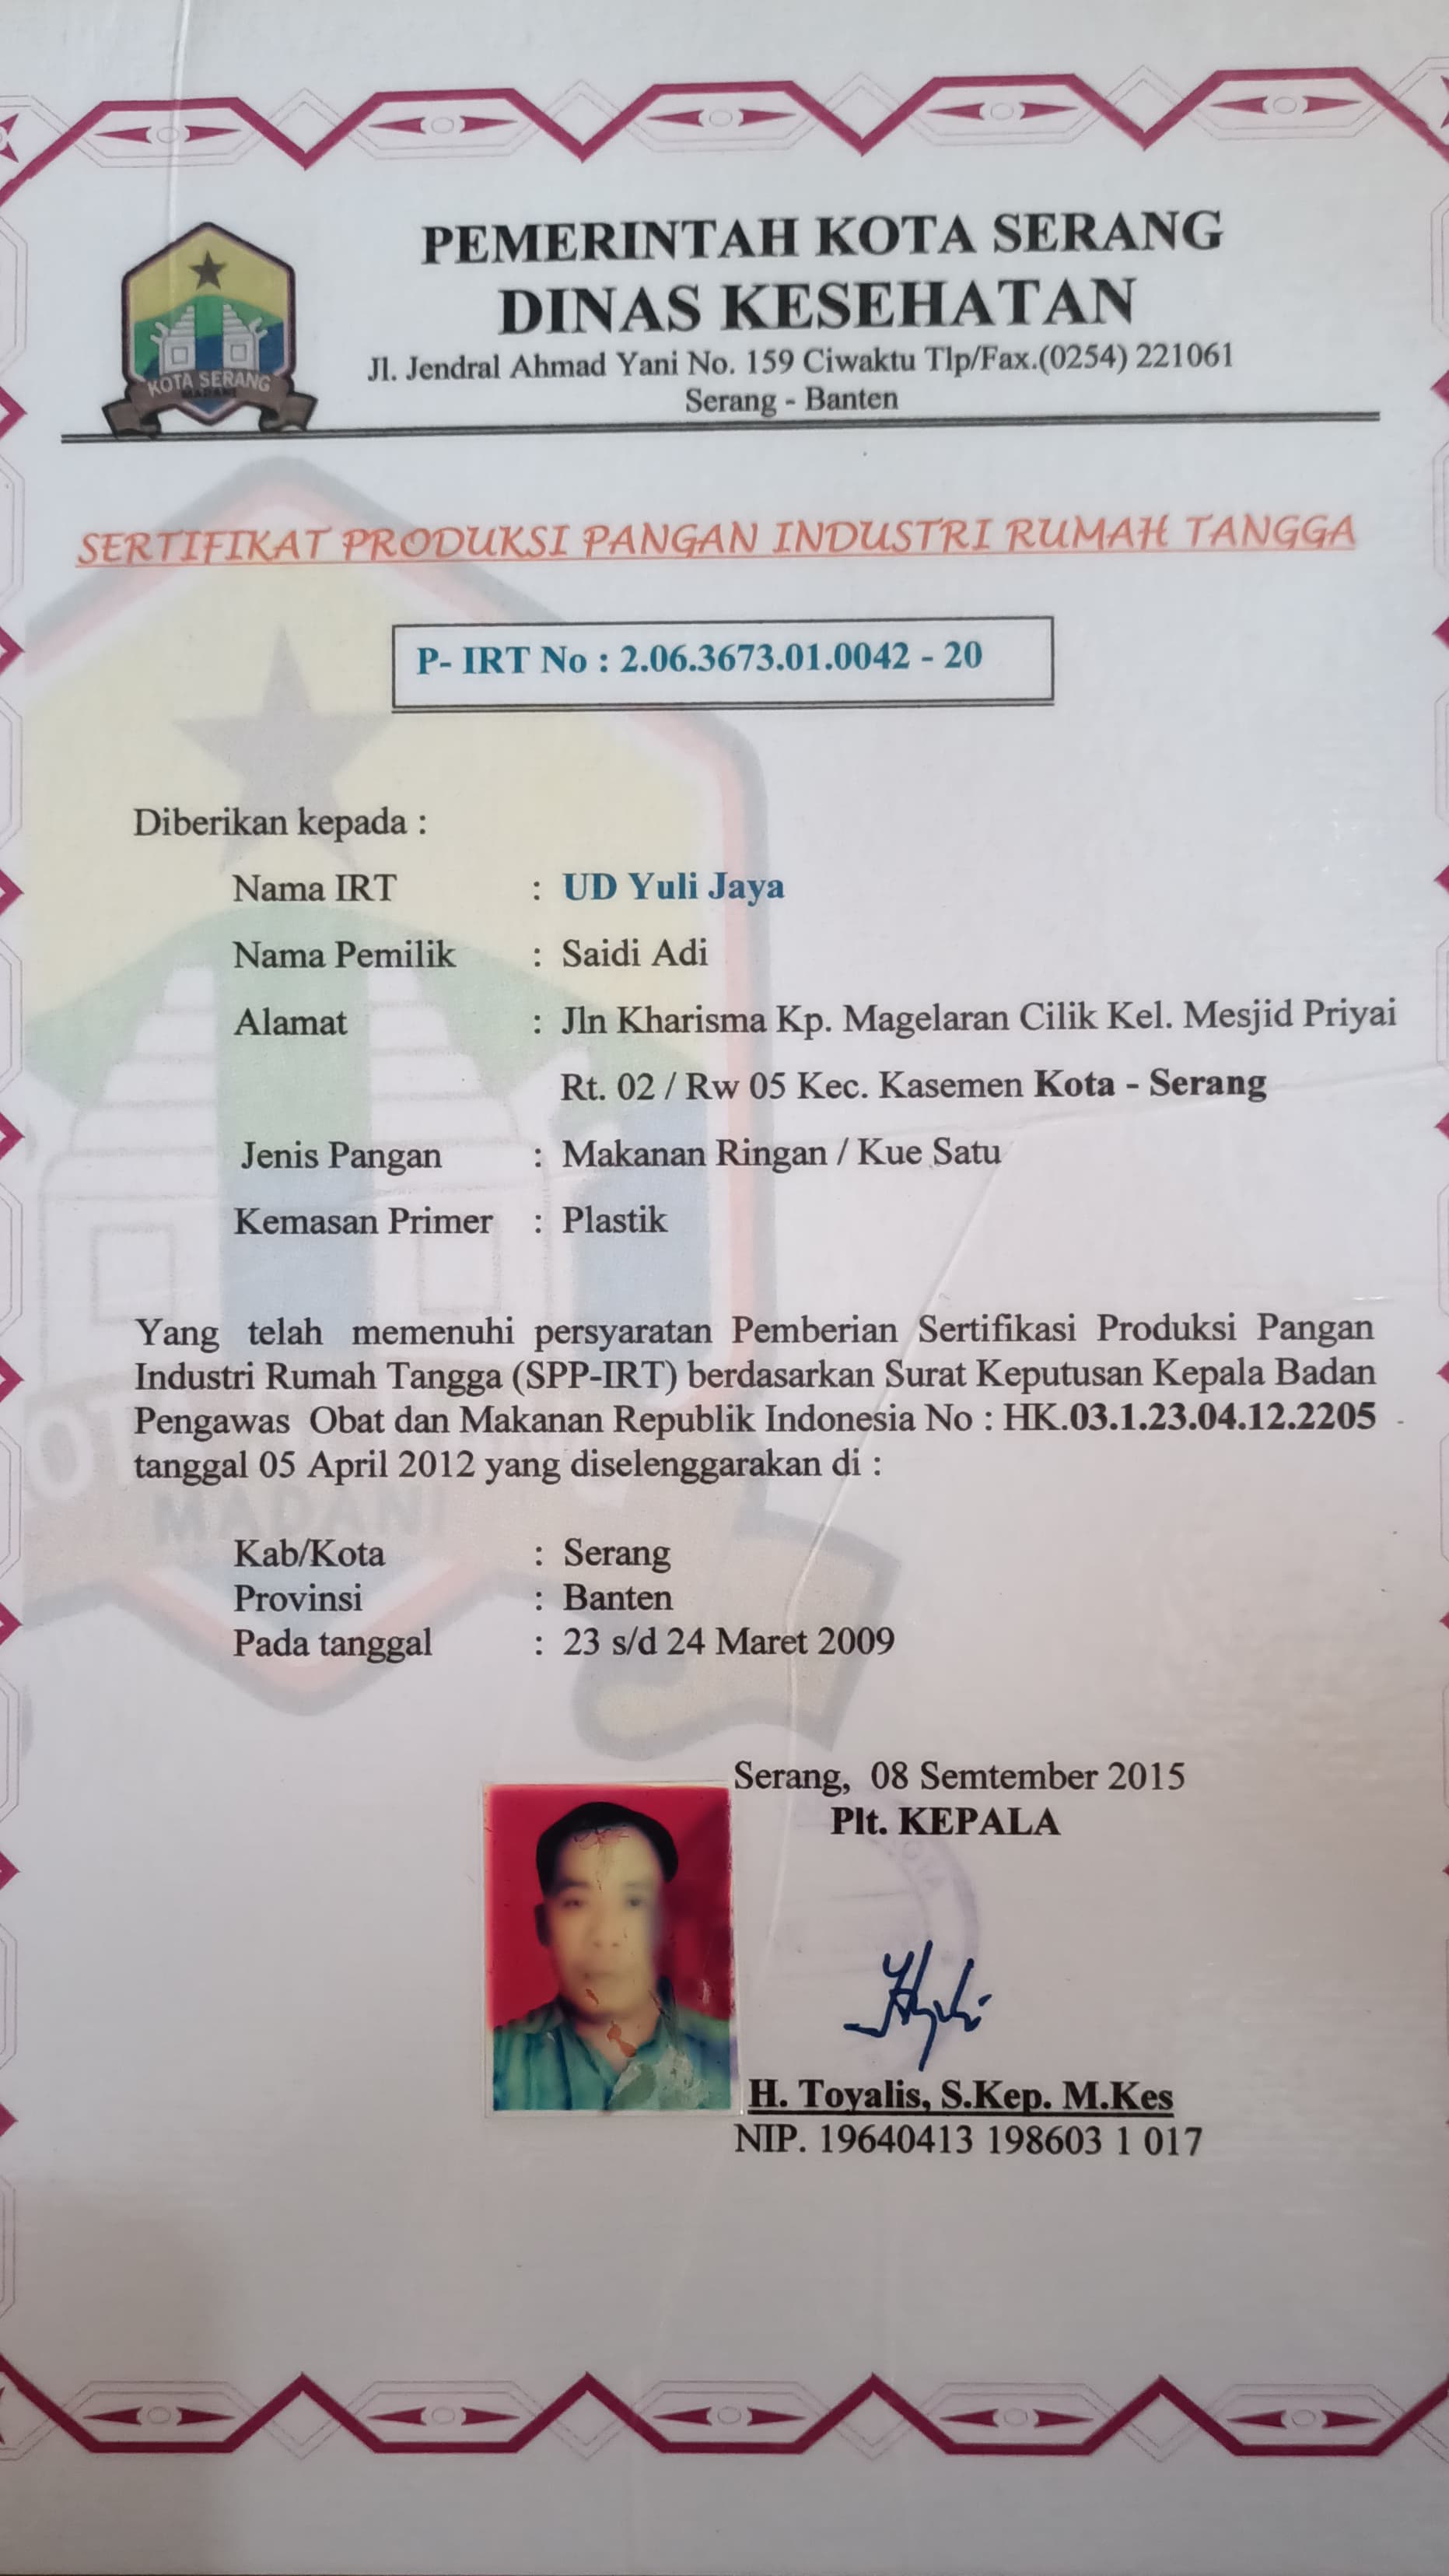 PEMERINTAH KOTA SERANG
DINAS KESEHATAN
Jl. Jendral Ahmad Yani No. 159 Ciwaktu Tlp/Fax.(0254) 221061
Serang - Banten
KOTA SERANG
MADANI
SERTIFIKAT PRODUKSI PANGAN INDUSTRI RUMAH TANGGA
P- IRT No : 2.06.3673.01.0042 - 20
Diberikan kepada :
Nama IRT : UD Yuli Jaya
Nama Pemilik : Saidi Adi
Alamat : Jln Kharisma Kp. Magelaran Cilik Kel. Mesjid Priyai
Rt. 02 / Rw 05 Kec. Kasemen Kota - Serang
Jenis Pangan : Makanan Ringan / Kue Satu
Kemasan Primer : Plastik
Yang telah memenuhi persyaratan Pemberian Sertifikasi Produksi Pangan
Industri Rumah Tangga (SPP-IRT) berdasarkan Surat Keputusan Kepala Badan
Pengawas Obat dan Makanan Republik Indonesia No : HK.03.1.23.04.12.2205
tanggal 05 April 2012 yang diselenggarakan di :
MADANI
Kab/Kota : Serang
Provinsi : Banten
Pada tanggal : 23 s/d 24 Maret 2009
Serang, 08 Semtember 2015
Plt. KEPALA
H. Toyalis, S.Kep. M.Kes
NIP. 19640413 198603 1 017